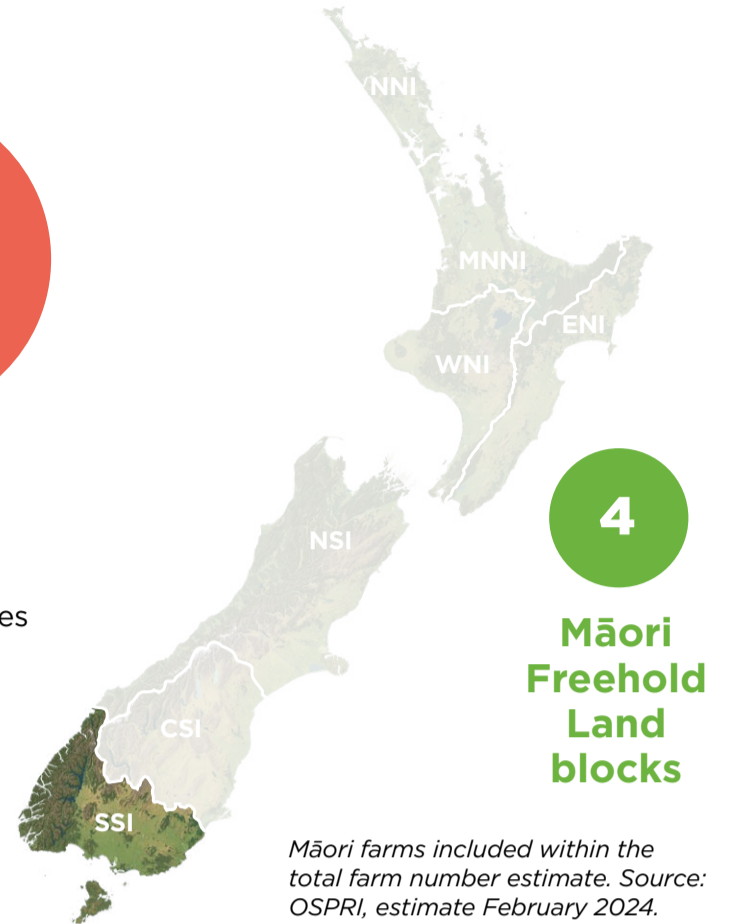 NNI
MNNI
ENI
WNI
NSI
4
es
Māori
Freehold
Land
blocks
CSI
SSI
Māori farms included within the
total farm number estimate. Source:
OSPRI, estimate February 2024.